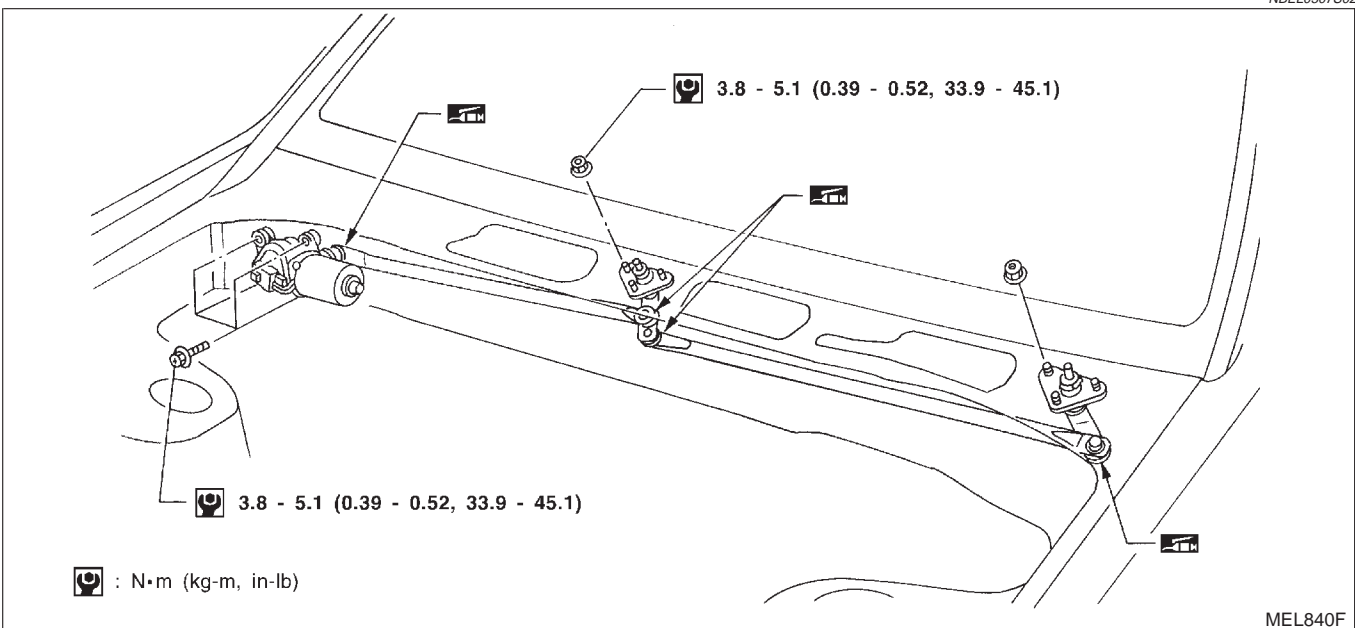 3.8 - 5.1 (0.39 - 0.52, 33.9 - 45.1)
3.8 - 5.1 (0.39 - 0.52, 33.9 - 45.1)
: N•m (kg-m, in-lb)
MEL840F